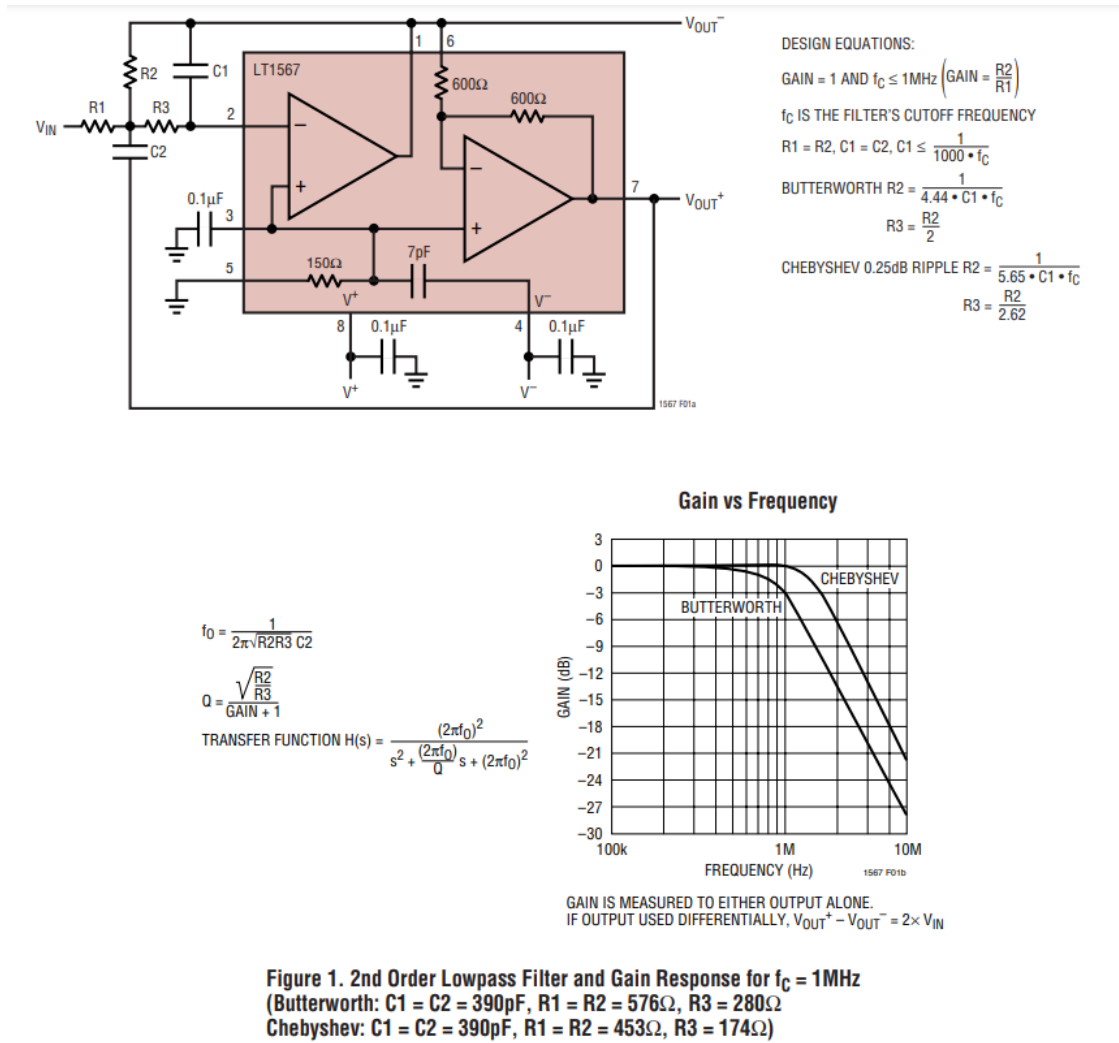 VOUT⁻
1 6
R2 C1 LT1567
600Ω
600Ω
R1 R3 2
VIN
−
−
C2
+
7
VOUT⁺
0.1µF
3
+
7pF
150Ω
5
V⁺ V⁻
8 0.1µF 4 0.1µF
V⁺ V⁻
1567 F01a
DESIGN EQUATIONS:
GAIN = 1 AND fC ≤ 1MHz (GAIN = R2/R1)
fC IS THE FILTER'S CUTOFF FREQUENCY
R1 = R2, C1 = C2, C1 ≤ 1/(1000 • fC)
BUTTERWORTH R2 = 1/(4.44 • C1 • fC)
R3 = R2/2
CHEBYSHEV 0.25dB RIPPLE R2 = 1/(5.65 • C1 • fC)
R3 = R2/2.62
f0 = 1/(2π√R2R3 C2)
Q = √(R2/R3)/(GAIN + 1)
TRANSFER FUNCTION H(s) = (2πf0)²/(s² + (2πf0)/Q s + (2πf0)²)
Gain vs Frequency
3
0
−3
−6
−9
−12
−15
−18
−21
−24
−27
−30
GAIN (dB)
CHEBYSHEV
BUTTERWORTH
100k 1M 10M
FREQUENCY (Hz)
1567 F01b
GAIN IS MEASURED TO EITHER OUTPUT ALONE.
IF OUTPUT USED DIFFERENTIALLY, VOUT⁺ – VOUT⁻ = 2× VIN
Figure 1. 2nd Order Lowpass Filter and Gain Response for fC = 1MHz
(Butterworth: C1 = C2 = 390pF, R1 = R2 = 576Ω, R3 = 280Ω
Chebyshev: C1 = C2 = 390pF, R1 = R2 = 453Ω, R3 = 174Ω)